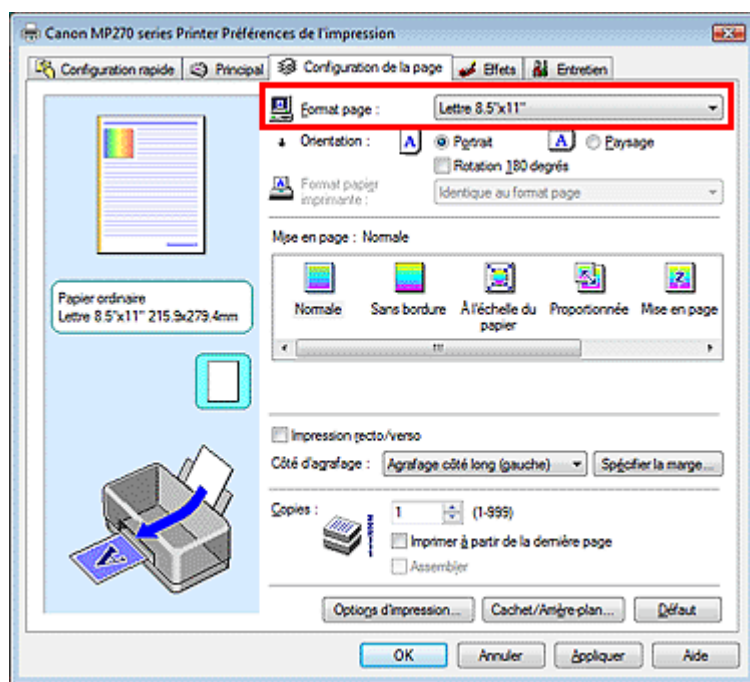 Canon MP270 series Printer Préférences de l'impression
Configuration rapide Principal Configuration de la page Effets Entretien
Format page : Lettre 8.5"x11"
Orientation : A Portrait A Paysage
Rotation 180 degrés
Format papier imprimante : Identique au format page
Mise en page : Normale
Normale Sans bordure À l'échelle du papier Proportionnée Mise en page
Papier ordinaire
Lettre 8.5"x11" 215.9x279.4mm
Impression recto/verso
Côté d'agrafage : Agrafage côté long (gauche) Spécifier la marge...
Copies : 1 (1-999)
Imprimer à partir de la dernière page
Assembler
Options d'impression... Cachet/Arrière-plan... Défaut
OK Annuler Appliquer Aide